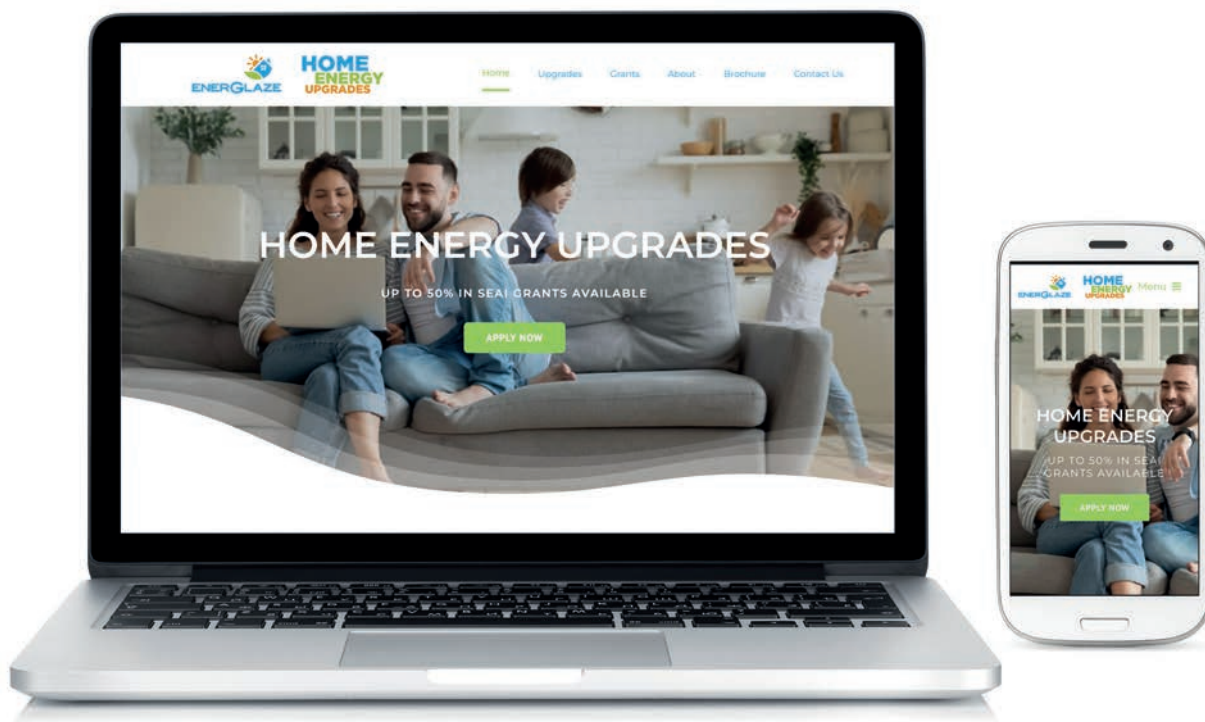 ENERGLAZE
HOME
ENERGY
UPGRADES
Home Upgrades Grants About Brochure Contact Us
HOME ENERGY UPGRADES
UP TO 50% IN SEAI GRANTS AVAILABLE
APPLY NOW
ENERGLAZE
HOME
ENERGY
UPGRADES
Menu
HOME ENERGY
UPGRADES
UP TO 50% IN SEAI
GRANTS AVAILABLE
APPLY NOW